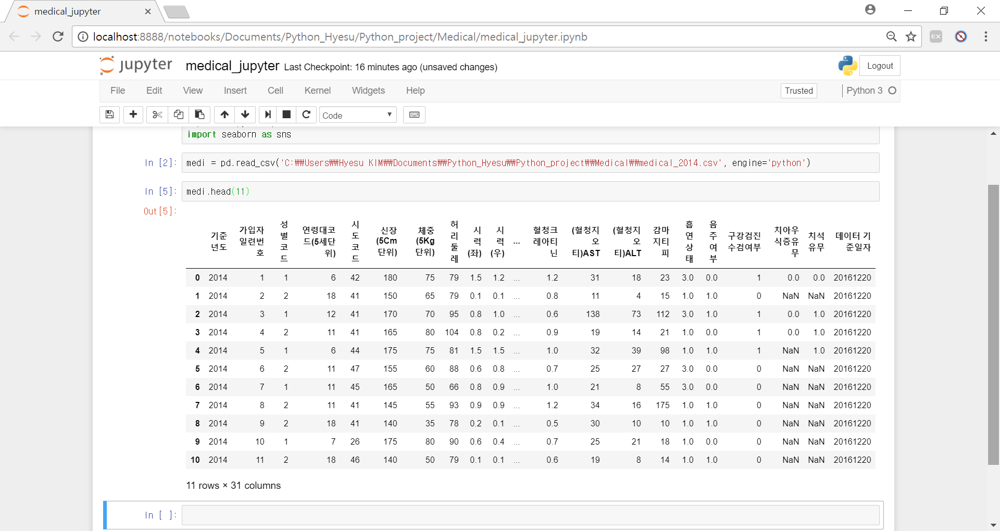 medical_jupyter
localhost:8888/notebooks/Documents/Python_Hyesu/Python_project/Medical/medical_jupyter.ipynb
EX
jupyter medical_jupyter Last Checkpoint: 16 minutes ago (unsaved changes) Logout
File Edit View Insert Cell Kernel Widgets Help Trusted Python 3
Code
import seaborn as sns
In [2]: medi = pd.read_csv('C:₩₩Users₩₩Hyesu KIM₩₩Documents₩₩Python_Hyesu₩₩Python_project₩₩Medical₩₩medical_2014.csv', engine='python')
In [5]: medi.head(11)
Out[5]:
기준년도 가입자일련번호 성별코드 연령대코드(5세단위) 시도코드 신장(5Cm단위) 체중(5Kg단위) 허리둘레 시력(좌) 시력(우) ... 혈청크레아티닌 (혈청지오티)AST (혈청지오티)ALT 감마지티피 흡연상태 음주여부 구강검진수검여부 치아우식증유무 치석유무 데이터 기준일자
0 2014 1 1 6 42 180 75 79 1.5 1.2 ... 1.2 31 18 23 3.0 0.0 1 0.0 0.0 20161220
1 2014 2 2 18 41 150 65 79 0.1 0.1 ... 0.8 11 4 15 1.0 1.0 0 NaN NaN 20161220
2 2014 3 1 12 41 170 70 95 0.8 1.0 ... 0.6 138 73 112 3.0 1.0 1 0.0 1.0 20161220
3 2014 4 2 11 41 165 80 104 0.8 0.2 ... 0.9 19 14 21 1.0 0.0 1 0.0 1.0 20161220
4 2014 5 1 6 44 175 75 81 1.5 1.5 ... 1.0 32 39 98 1.0 1.0 1 NaN 1.0 20161220
5 2014 6 2 11 47 155 60 88 0.6 0.8 ... 0.7 25 27 27 3.0 0.0 0 NaN NaN 20161220
6 2014 7 1 11 45 165 50 66 0.8 0.9 ... 1.0 21 8 55 3.0 0.0 0 NaN NaN 20161220
7 2014 8 2 11 41 145 55 93 0.9 0.9 ... 1.2 34 16 175 1.0 1.0 0 NaN NaN 20161220
8 2014 9 2 18 41 140 35 78 0.2 0.1 ... 0.5 30 10 10 1.0 1.0 0 NaN NaN 20161220
9 2014 10 1 7 26 175 80 90 0.6 0.4 ... 0.7 25 21 18 1.0 0.0 0 NaN NaN 20161220
10 2014 11 2 18 46 140 50 79 0.1 0.1 ... 0.6 19 8 14 1.0 1.0 0 NaN NaN 20161220
11 rows × 31 columns
In [ ]: